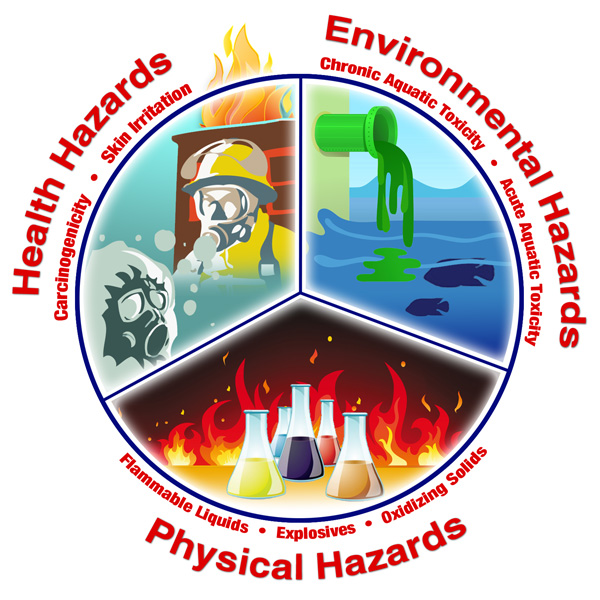 Health Hazards
Carcinogenicity • Skin Irritation
Environmental Hazards
Chronic Aquatic Toxicity • Acute Aquatic Toxicity
Flammable Liquids • Explosives • Oxidizing Solids
Physical Hazards